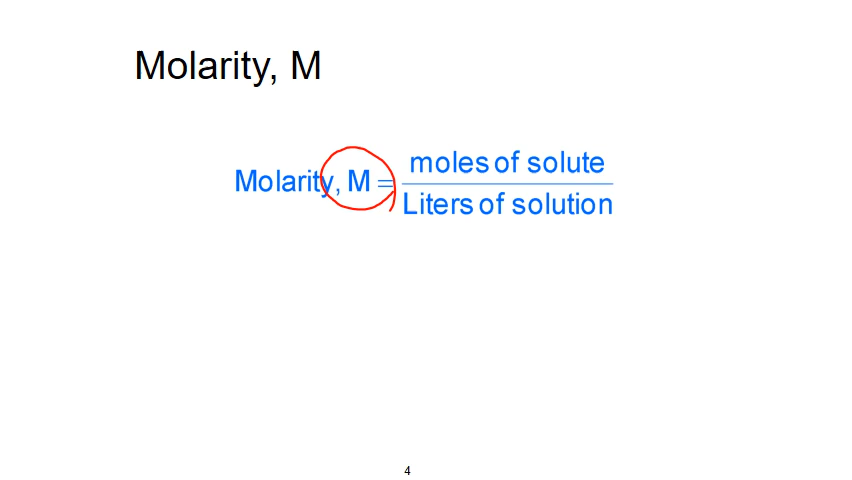 Molarity, M
Molarity, M = moles of solute / Liters of solution
4